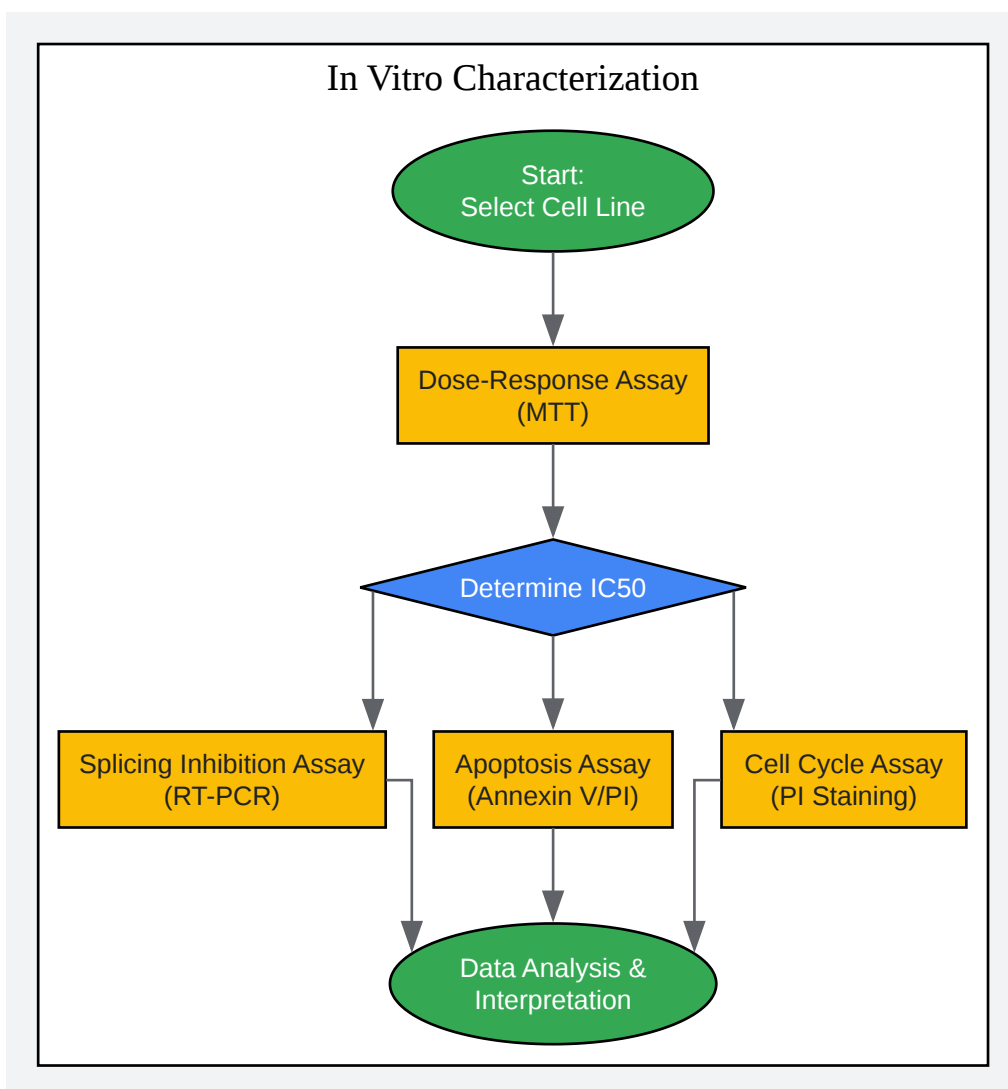 In Vitro Characterization
Start:
Select Cell Line
Dose-Response Assay
(MTT)
Determine IC50
Splicing Inhibition Assay
(RT-PCR)
Apoptosis Assay
(Annexin V/PI)
Cell Cycle Assay
(PI Staining)
Data Analysis &
Interpretation